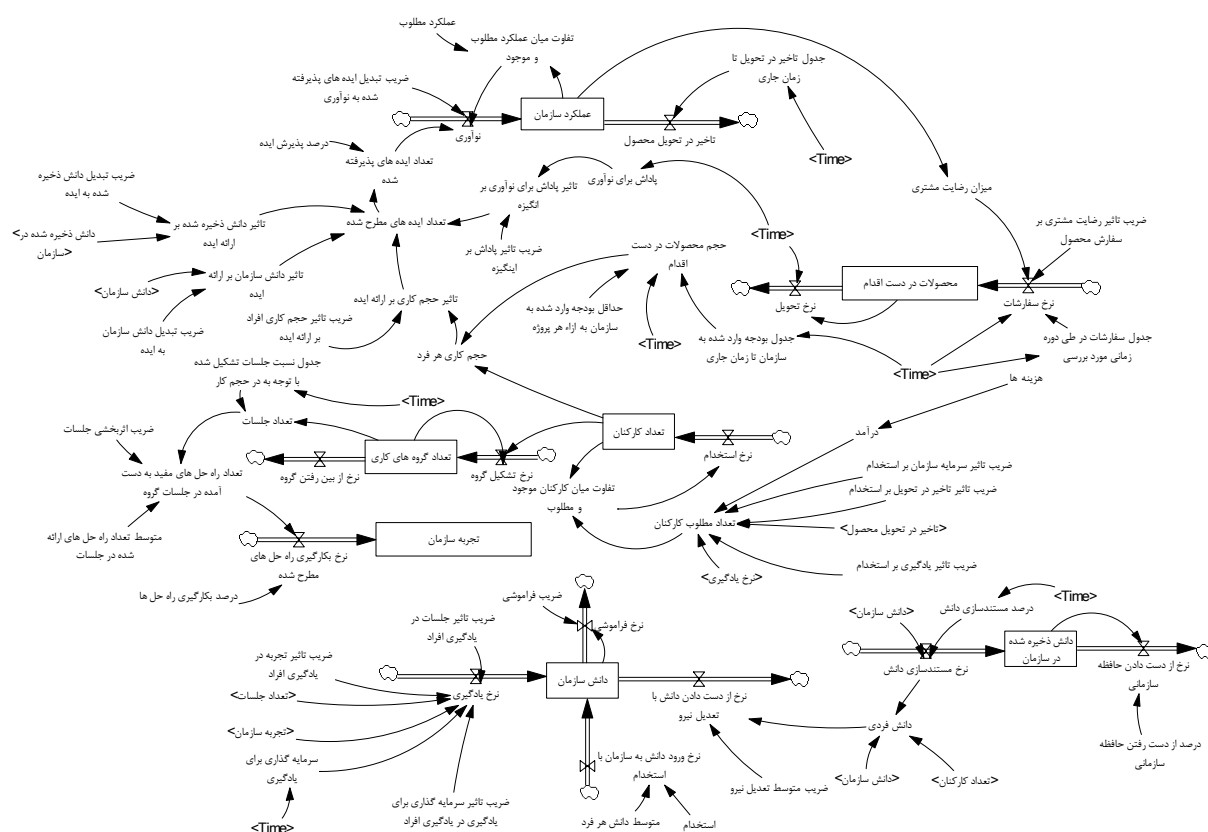 عملکرد مطلوب
تفاوت میان عملکرد مطلوب
و موجود
جدول تاخیر در تحویل تا
زمان جاری
ضریب تبدیل ایده های پذیرفته
شده به نوآوری
عملکرد سازمان
نوآوری
تاخیر در تحویل محصول
<Time>
درصد پذیرش ایده
تعداد ایده های پذیرفته
شده
پاداش برای نوآوری
میزان رضایت مشتری
ضریب تبدیل دانش ذخیره
شده به ایده
تاثیر پاداش برای نوآوری بر
انگیزه
تعداد ایده های مطرح شده
تاثیر دانش ذخیره شده بر
ارائه ایده
<دانش ذخیره شده در
سازمان>
ضریب تاثیر رضایت مشتری بر
سفارش محصول
<Time>
حجم محصولات در دست
اقدام
ضریب تاثیر پاداش بر
اینگیزه
تاثیر دانش سازمان بر ارائه
ایده
<دانش سازمان>
محصولات در دست اقدام
نرخ تحویل
نرخ سفارشات
تاثیر حجم کاری بر ارائه ایده
حداقل بودجه وارد شده به
سازمان به ازاء هر پروژه
ضریب تبدیل دانش سازمان
به ایده
ضریب تاثیر حجم کاری افراد
بر ارائه ایده
جدول بودجه وارد شده به
سازمان تا زمان جاری
جدول سفارشات در طی دوره
زمانی مورد بررسی
حجم کاری هر فرد
<Time>
<Time>
جدول نسبت جلسات تشکیل شده
با توجه به در حجم کار
هزینه ها
<Time>
تعداد جلسات
ضریب اثربخشی جلسات
تعداد کارکنان
درآمد
تعداد گروه های کاری
نرخ استخدام
نرخ از بین رفتن گروه
نرخ تشکیل گروه
تعداد راه حل های مفید به دست
آمده در جلسات گروه
تفاوت میان کارکنان موجود
و مطلوب
ضریب تاثیر سرمایه سازمان بر استخدام
ضریب تاثیر تاخیر در تحویل بر استخدام
تعداد مطلوب کارکنان
<تاخیر در تحویل محصول>
متوسط تعداد راه حل های ارائه
شده در جلسات
تجربه سازمان
نرخ بکارگیری راه حل های
مطرح شده
ضریب تاثیر یادگیری بر استخدام
<نرخ یادگیری>
درصد بکارگیری راه حل ها
ضریب فراموشی
نرخ فراموشی
<Time>
درصد مستندسازی دانش
<دانش سازمان>
ضریب تاثیر جلسات در
یادگیری افراد
دانش ذخیره شده
در سازمان
نرخ مستندسازی دانش
نرخ از دست دادن حافظه
سازمانی
ضریب تاثیر تجربه در
یادگیری افراد
دانش سازمان
نرخ یادگیری
نرخ از دست دادن دانش با
تعدیل نیرو
<تعداد جلسات>
<تجربه سازمان>
دانش فردی
درصد از دست رفتن حافظه
سازمانی
سرمایه گذاری برای
یادگیری
نرخ ورود دانش به سازمان با
استخدام
<دانش سازمان>
<تعداد کارکنان>
ضریب متوسط تعدیل نیرو
ضریب تاثیر سرمایه گذاری برای
یادگیری در یادگیری افراد
متوسط دانش هر فرد
استخدام
<Time>